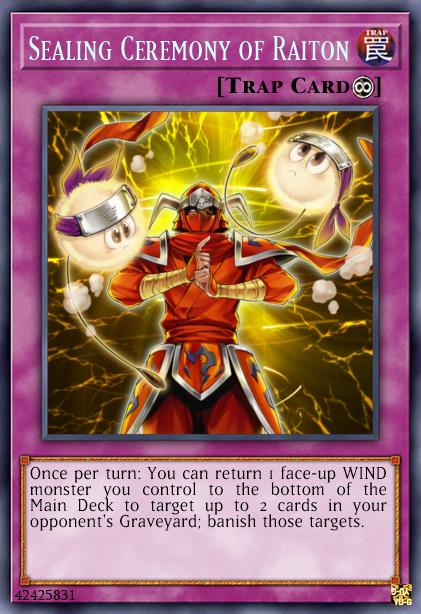 SEALING CEREMONY OF RAITON
TRAP
罠
[TRAP CARD♾]
Once per turn: You can return 1 face-up WIND
monster you control to the bottom of the
Main Deck to target up to 2 cards in your
opponent's Graveyard; banish those targets.
42425831